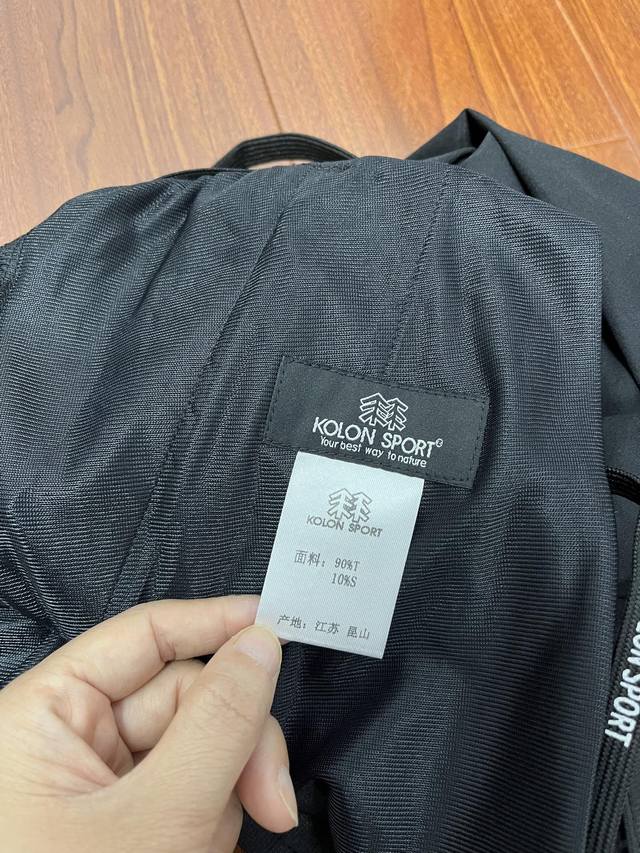 KOLON SPORT®
Your best way to nature
KOLON SPORT
面料：90%T
10%S
产地：江苏 昆山
LON SPORT